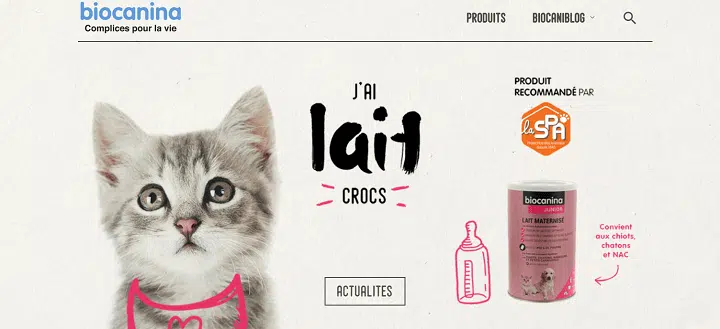 biocanina
Complices pour la vie
PRODUITS
BIOCANIBLOG
J'AI
lait
CROCS
ACTUALITES
PRODUIT
RECOMMANDÉ PAR
la SPA
biocanina
JUNIOR
LAIT MATERNISÉ
Convient
aux chiots,
chatons
et NAC